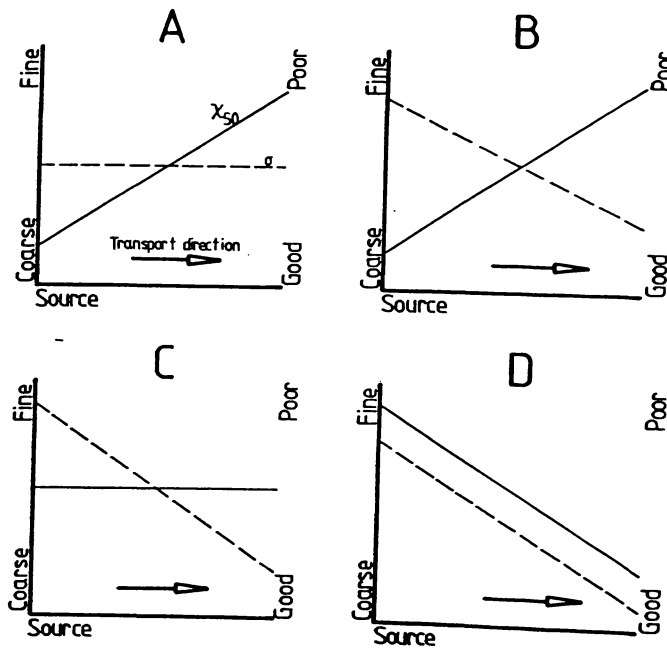 A
Fine
Poor
χ50
σ
Transport direction
Coarse
Good
Source
B
Fine
Poor
Coarse
Good
Source
C
Fine
Poor
Coarse
Good
Source
D
Fine
Poor
Coarse
Good
Source